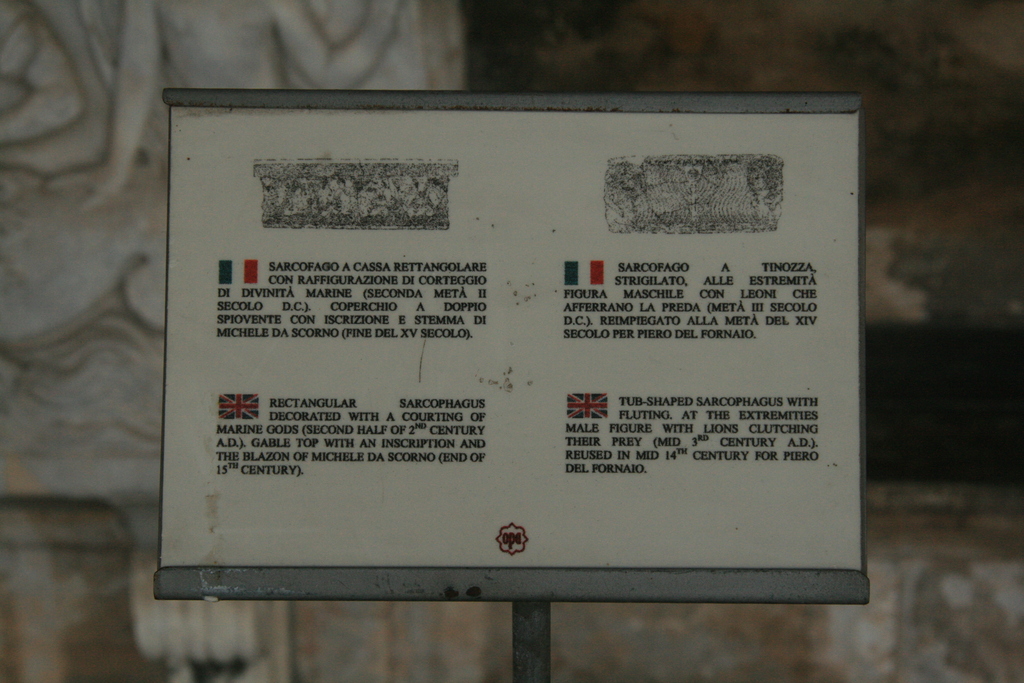 SARCOFAGO A CASSA RETTANGOLARE
CON RAFFIGURAZIONE DI CORTEGGIO
DI DIVINITÀ MARINE (SECONDA METÀ II
SECOLO D.C.). COPERCHIO A DOPPIO
SPIOVENTE CON ISCRIZIONE E STEMMA DI
MICHELE DA SCORNO (FINE DEL XV SECOLO).
RECTANGULAR SARCOPHAGUS
DECORATED WITH A COURTING OF
MARINE GODS (SECOND HALF OF 2ND CENTURY
A.D.). GABLE TOP WITH AN INSCRIPTION AND
THE BLAZON OF MICHELE DA SCORNO (END OF
15TH CENTURY).
SARCOFAGO A TINOZZA,
STRIGILATO, ALLE ESTREMITÀ
FIGURA MASCHILE CON LEONI CHE
AFFERRANO LA PREDA (METÀ III SECOLO
D.C.). REIMPIEGATO ALLA METÀ DEL XIV
SECOLO PER PIERO DEL FORNAIO.
TUB-SHAPED SARCOPHAGUS WITH
FLUTING. AT THE EXTREMITIES
MALE FIGURE WITH LIONS CLUTCHING
THEIR PREY (MID 3RD CENTURY A.D.).
REUSED IN MID 14TH CENTURY FOR PIERO
DEL FORNAIO.
opa